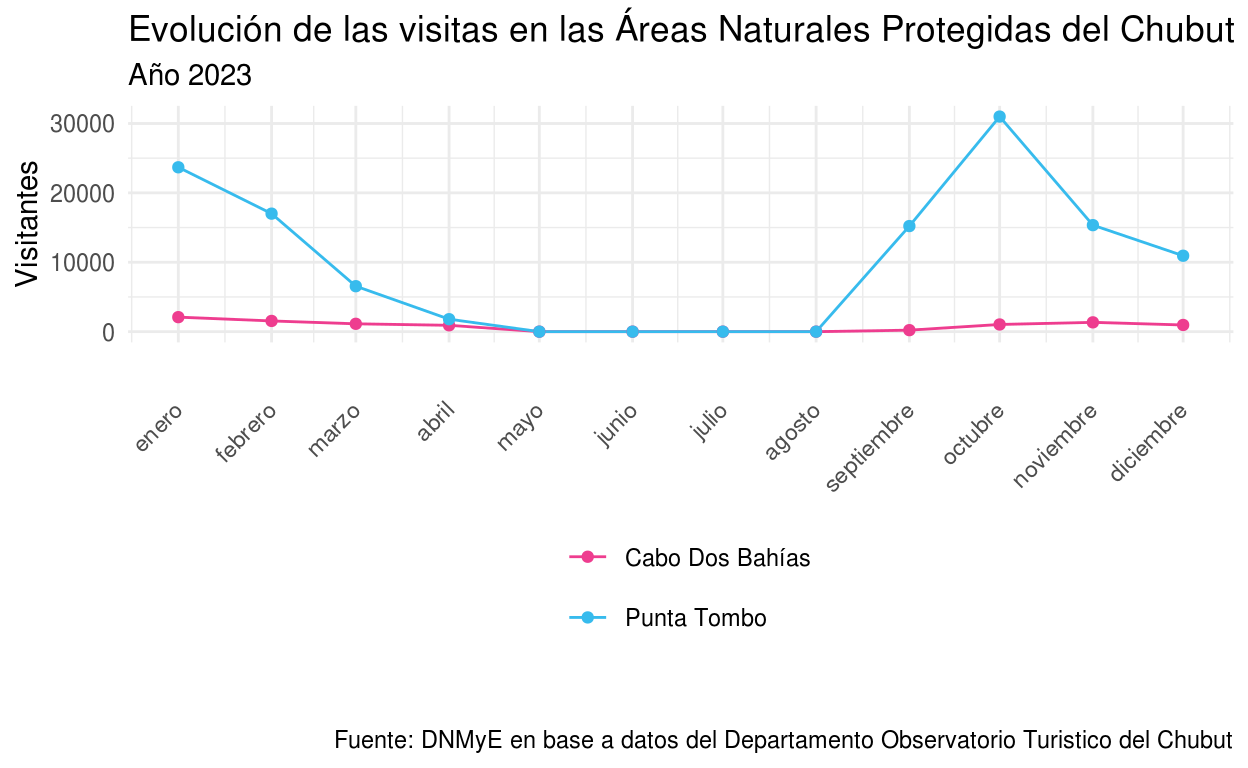 Evolución de las visitas en las Áreas Naturales Protegidas del Chubut
Año 2023
Visitantes
30000
20000
10000
0
enero
febrero
marzo
abril
mayo
junio
julio
agosto
septiembre
octubre
noviembre
diciembre
Cabo Dos Bahías
Punta Tombo
Fuente: DNMyE en base a datos del Departamento Observatorio Turistico del Chubut